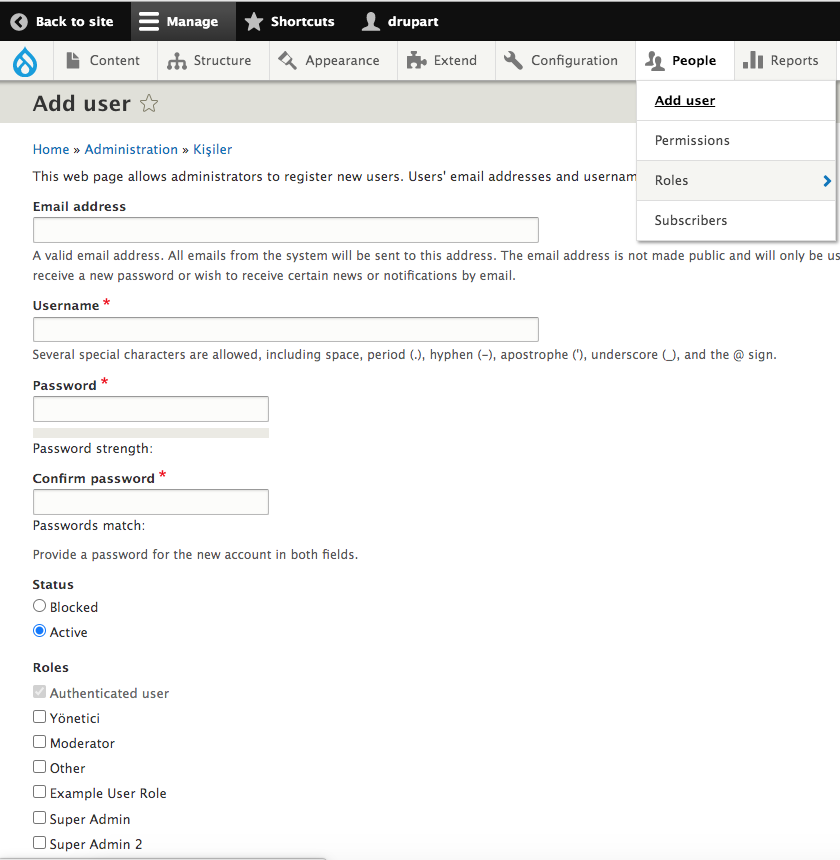 Back to site Manage Shortcuts drupart
Content Structure Appearance Extend Configuration People Reports
Add user
Add user
Permissions
Roles
Subscribers
Home » Administration » Kişiler
This web page allows administrators to register new users. Users' email addresses and usernam
Email address
A valid email address. All emails from the system will be sent to this address. The email address is not made public and will only be us
receive a new password or wish to receive certain news or notifications by email.
Username *
Several special characters are allowed, including space, period (.), hyphen (-), apostrophe ('), underscore (_), and the @ sign.
Password *
Password strength:
Confirm password *
Passwords match:
Provide a password for the new account in both fields.
Status
Blocked
Active
Roles
Authenticated user
Yönetici
Moderator
Other
Example User Role
Super Admin
Super Admin 2